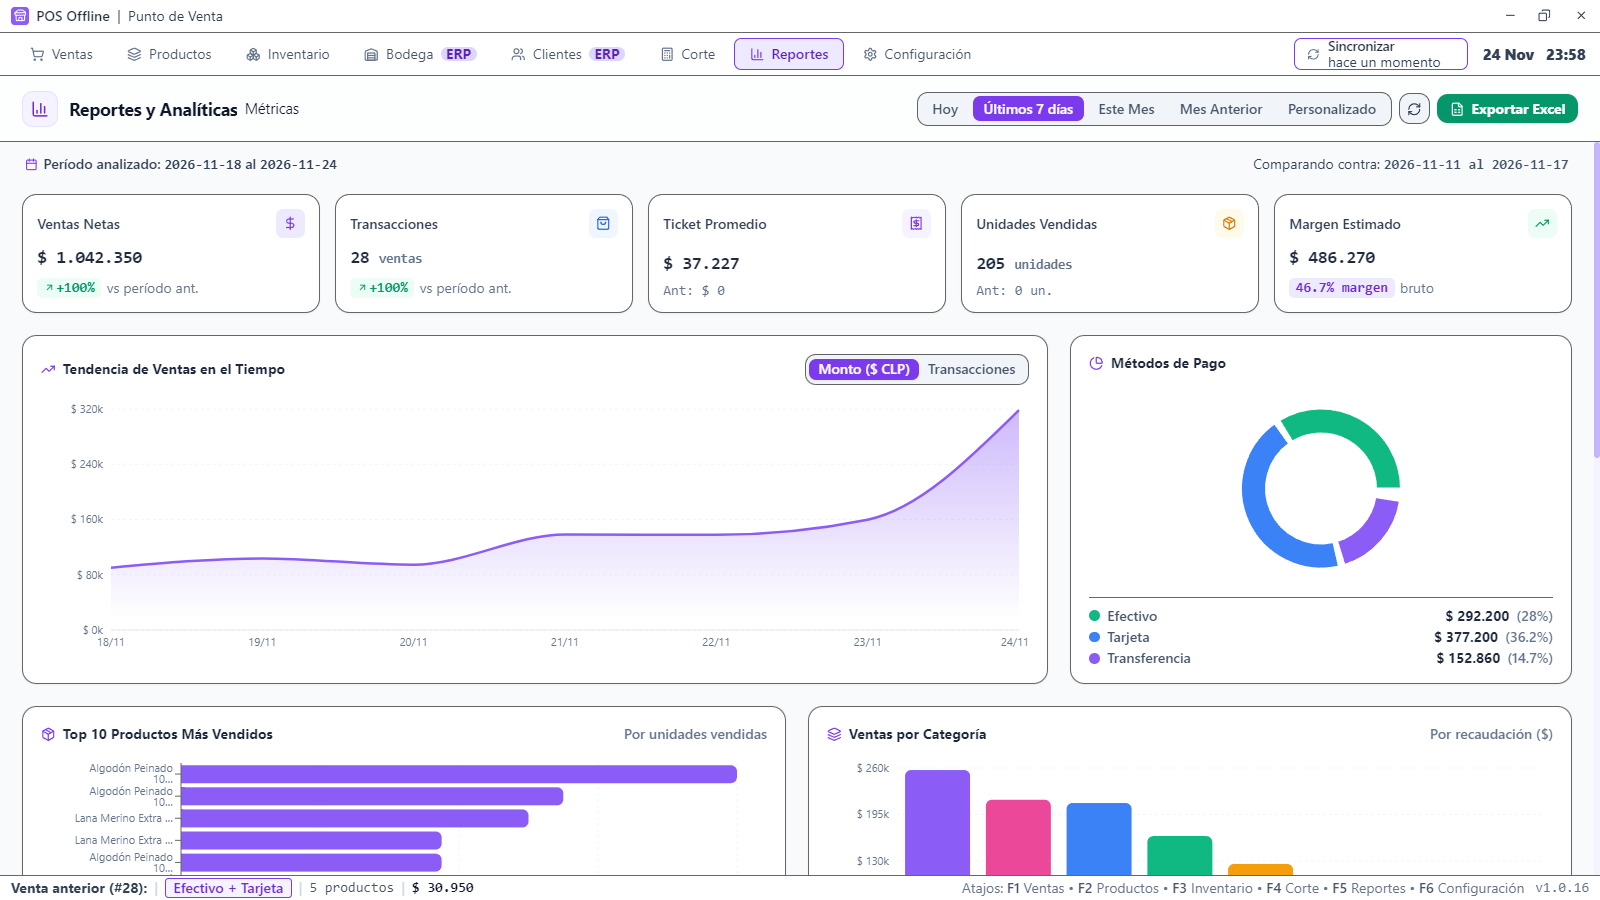 POS Offline | Punto de Venta
Ventas
Productos
Inventario
Bodega ERP
Clientes ERP
Corte
Reportes
Configuración
Sincronizar
hace un momento
24 Nov 23:58
Reportes y Analíticas Métricas
Hoy
Últimos 7 días
Este Mes
Mes Anterior
Personalizado
Exportar Excel
Período analizado: 2026-11-18 al 2026-11-24
Comparando contra: 2026-11-11 al 2026-11-17
Ventas Netas
$ 1.042.350
+100% vs período ant.
Transacciones
28 ventas
+100% vs período ant.
Ticket Promedio
$ 37.227
Ant: $ 0
Unidades Vendidas
205 unidades
Ant: 0 un.
Margen Estimado
$ 486.270
46.7% margen bruto
Tendencia de Ventas en el Tiempo
Monto ($ CLP)
Transacciones
$ 320k
$ 240k
$ 160k
$ 80k
$ 0k
18/11
19/11
20/11
21/11
22/11
23/11
24/11
Métodos de Pago
Efectivo $ 292.200 (28%)
Tarjeta $ 377.200 (36.2%)
Transferencia $ 152.860 (14.7%)
Top 10 Productos Más Vendidos
Por unidades vendidas
Algodón Peinado
10...
Algodón Peinado
10...
Lana Merino Extra ...
Lana Merino Extra ...
Algodón Peinado
10...
Ventas por Categoría
Por recaudación ($)
$ 260k
$ 195k
$ 130k
Venta anterior (#28): | Efectivo + Tarjeta | 5 productos | $ 30.950
Atajos: F1 Ventas • F2 Productos • F3 Inventario • F4 Corte • F5 Reportes • F6 Configuración v1.0.16